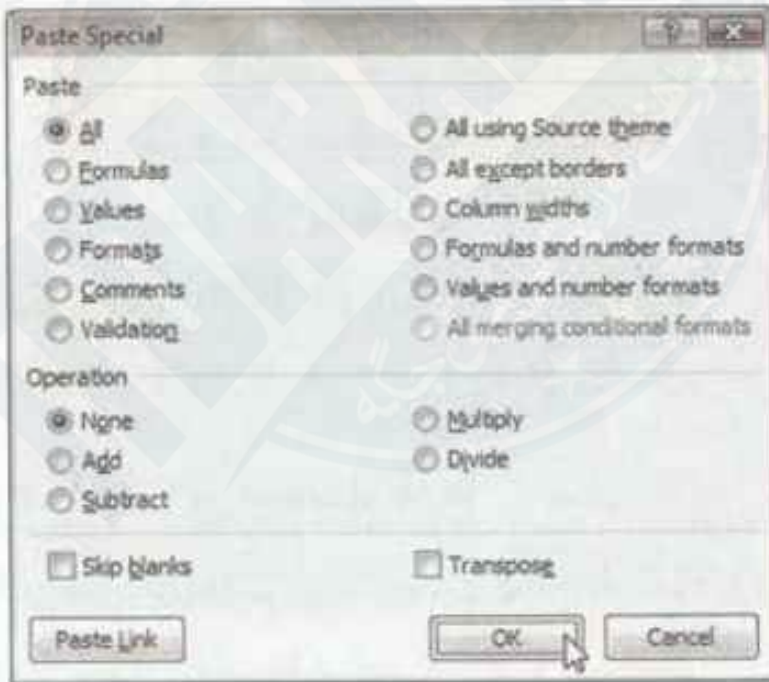 Paste Special
Paste
All
All using Source theme
Formulas
All except borders
Values
Column widths
Formats
Formulas and number formats
Comments
Values and number formats
Validation
All merging conditional formats
Operation
None
Multiply
Add
Divide
Subtract
Skip blanks
Transpose
Paste Link
OK
Cancel